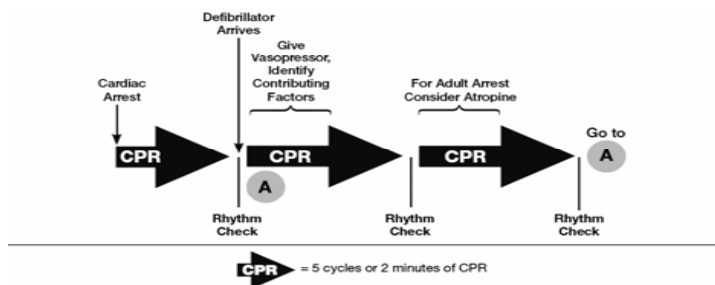 Defibrillator
Arrives
Give
Vasopressor,
Identify
Contributing
Factors
Cardiac
Arrest
For Adult Arrest
Consider Atropine
Go to
A
CPR
CPR
CPR
A
Rhythm
Check
Rhythm
Check
Rhythm
Check
CPR = 5 cycles or 2 minutes of CPR